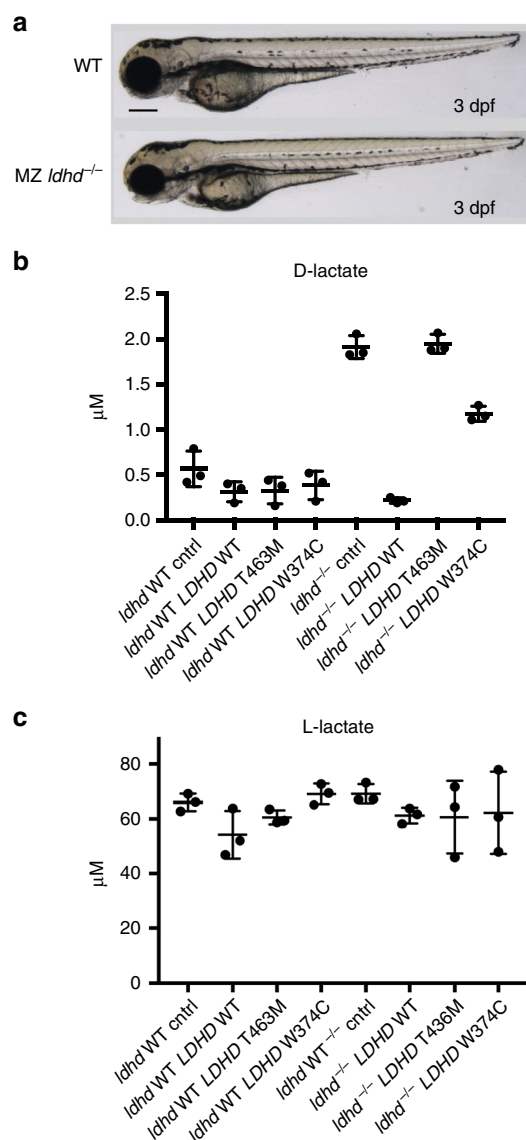 a
WT
3 dpf
MZ ldhd–/–
3 dpf
b
D-lactate
2.5
2.0
1.5
1.0
0.5
0.0
μM
ldhd WT cntrl
ldhd WT LDHD WT
ldhd WT LDHD T463M
ldhd WT LDHD W374C
ldhd–/– cntrl
ldhd–/– LDHD WT
ldhd–/– LDHD T463M
ldhd–/– LDHD W374C
c
L-lactate
80
60
40
20
0
μM
ldhd WT cntrl
ldhd WT LDHD WT
ldhd WT LDHD T463M
ldhd WT LDHD W374C
ldhd WT–/– cntrl
ldhd–/– LDHD WT
ldhd–/– LDHD T436M
ldhd–/– LDHD W374C